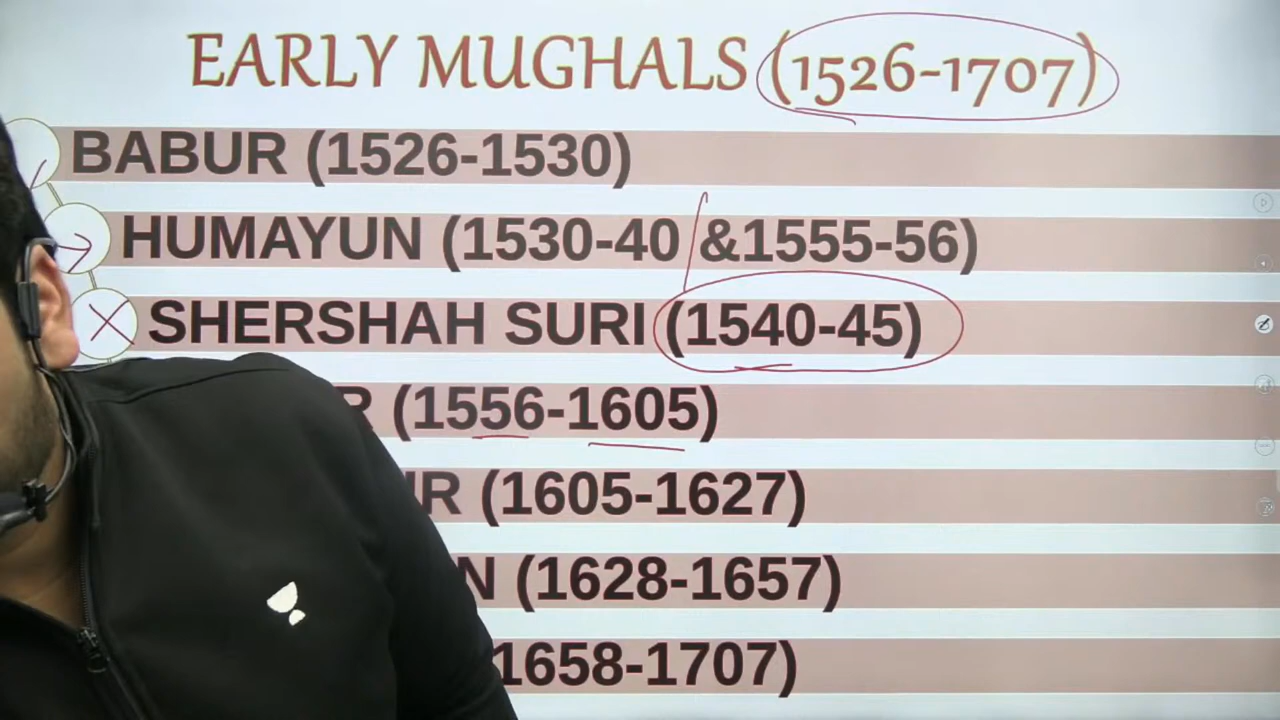 EARLY MUGHALS (1526-1707)
BABUR (1526-1530)
HUMAYUN (1530-40 &1555-56)
SHERSHAH SURI (1540-45)
R (1556-1605)
IR (1605-1627)
N (1628-1657)
1658-1707)